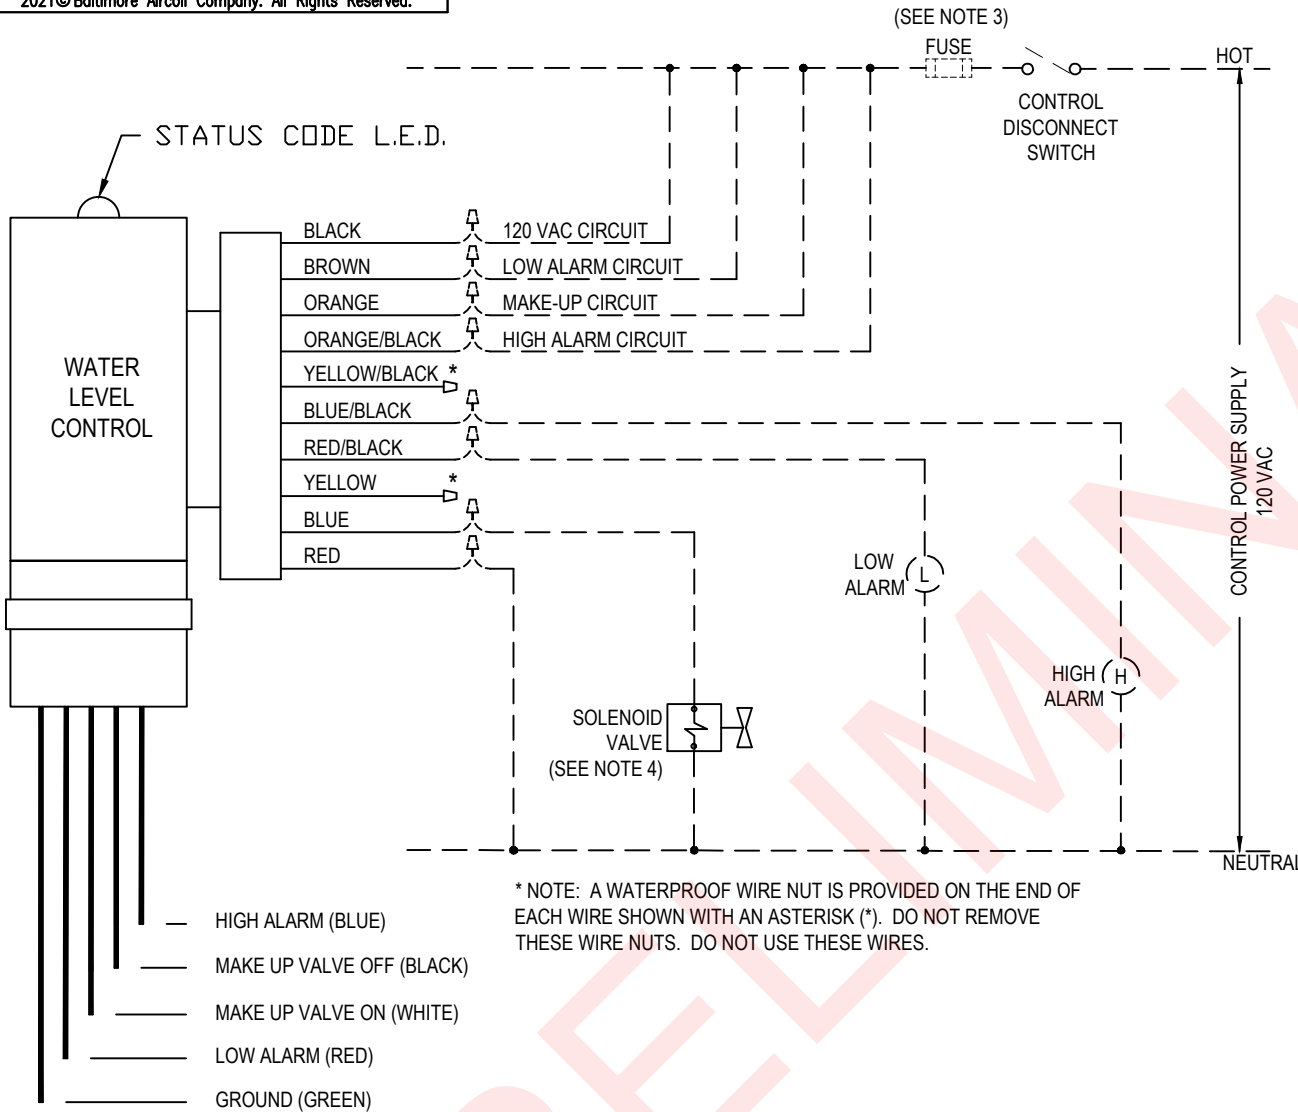 2021© Baltimore Aircoil Company. All Rights Reserved.
(SEE NOTE 3)
FUSE
HOT
CONTROL
DISCONNECT
SWITCH
STATUS CODE L.E.D.
BLACK
120 VAC CIRCUIT
BROWN
LOW ALARM CIRCUIT
ORANGE
MAKE-UP CIRCUIT
ORANGE/BLACK
HIGH ALARM CIRCUIT
YELLOW/BLACK *
BLUE/BLACK
RED/BLACK
YELLOW *
BLUE
RED
WATER
LEVEL
CONTROL
CONTROL POWER SUPPLY
120 VAC
LOW
ALARM
L
HIGH
ALARM
H
SOLENOID
VALVE
(SEE NOTE 4)
NEUTRAL
* NOTE: A WATERPROOF WIRE NUT IS PROVIDED ON THE END OF
EACH WIRE SHOWN WITH AN ASTERISK (*). DO NOT REMOVE
THESE WIRE NUTS. DO NOT USE THESE WIRES.
HIGH ALARM (BLUE)
MAKE UP VALVE OFF (BLACK)
MAKE UP VALVE ON (WHITE)
LOW ALARM (RED)
GROUND (GREEN)